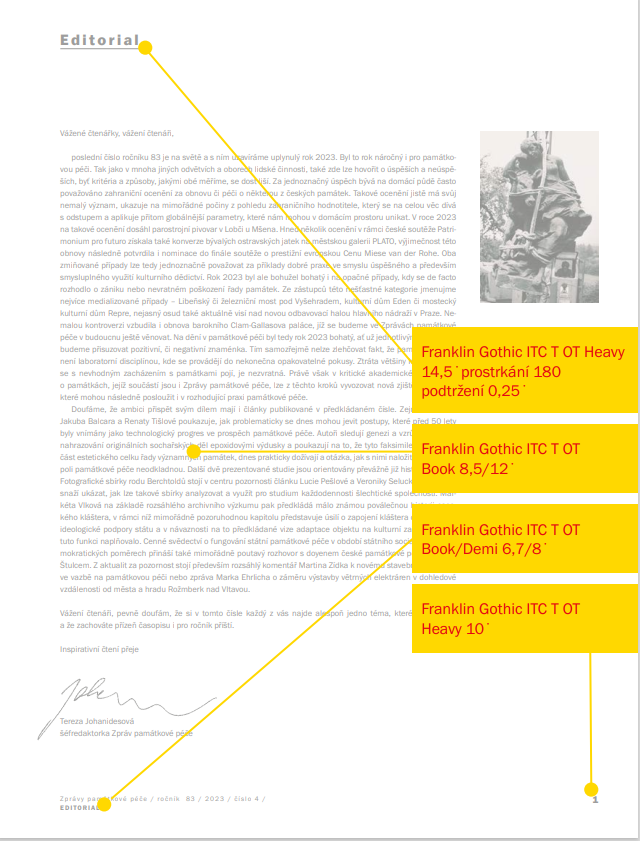 Editorial
Vážené čtenářky, vážení čtenáři,
poslední číslo ročníku 83 je na světě a s ním uzavíráme uplynulý rok 2023. Byl to rok náročný i pro památko-
vou péči. Tak jako v mnoha jiných odvětvích a oborech lidské činnosti, také zde lze hovořit o úspěších a neúspě-
ších, byť kritéria a způsoby, jakými obé měříme, se dost liší. Za jednoznačný úspěch bývá na domácí půdě často
považováno zahraniční ocenění za obnovu či péči o některou z českých památek. Takové ocenění jistě má svůj
nemalý význam, ukazuje na mimořádné počiny z pohledu zahraničního hodnotitele, který se na celou věc dívá
s odstupem a aplikuje přitom globálnější parametry, které nám mohou v domácím prostoru unikat. V roce 2023
na takové ocenění dosáhl parostrojní pivovar v Lobči u Mšena. Hned několik ocenění v rámci české soutěže Patri-
monium pro futuro získala také konverze bývalých ostravských jatek na městskou galerii PLATO, výjimečnost této
obnovy následně potvrdila i nominace do finále soutěže o prestižní evropskou Cenu Miese van der Rohe. Oba
zmiňované případy lze tedy jednoznačně považovat za příklady dobré praxe ve smyslu úspěšného a především
smysluplného využití kulturního dědictví. Rok 2023 byl ale bohužel bohatý i na opačné případy, kdy se de facto
rozhodlo o zániku nebo nevratném poškození řady památek. Ze zástupců této nešťastné kategorie jmenujme
nejvíce medializované případy – Libeňský či železniční most pod Vyšehradem, kulturní dům Eden či mostecký
kulturní dům Repre, nejasný osud také aktuálně visí nad novou odbavovací halou hlavního nádraží v Praze. Ne-
malou kontroverzi vzbudila i obnova barokního Clam-Gallasova paláce, jíž se budeme ve Zprávách památkové
péče v budoucnu ještě věnovat. Na dění v památkové péči byl tedy rok 2023 bohatý, ať už jednotlivým
budeme přisuzovat pozitivní, či negativní znaménka. Tím samozřejmě nelze zlehčovat fakt, že
není laboratorní disciplínou, kde se provádějí do nekonečna opakovatelné pokusy. Ztráta většiny
se s nevhodným zacházením s památkami pojí, je nezvratná. Právě však v kritické akademické
o památkách, jejíž součástí jsou i Zprávy památkové péče, lze z těchto kroků vyvozovat nová
které mohou následně posloužit i v rozhodující praxi památkové péče.
Doufáme, že ambici přispět svým dílem mají i články publikované v předkládaném čísle.
Jakuba Balcara a Renaty Tišlové poukazuje, jak problematicky se dnes mohou jevit postupy, které před 50 lety
byly vnímány jako technologický progres ve prospěch památkové péče. Autoři sledují genezi a
nahrazování originálních sochařských děl epoxidovými výdusky a poukazují na to, že tyto
část estetického celku řady významných památek, dnes prakticky dožívají a otázka, jak s nimi
poli památkové péče neodkladnou. Další dvě prezentované studie jsou orientovány převážně již
Fotografické sbírky rodu Berchtoldů stojí v centru pozornosti článku Lucie Pešlové a Veroniky
snaží ukázat, jak lze takové sbírky analyzovat a využít pro studium každodennosti šlechtické společnosti.
kéta Vlková na základě rozsáhlého archivního výzkumu pak předkládá málo známou poválečnou
kého kláštera, v rámci níž mimořádně pozoruhodnou kapitolu představuje úsilí o zapojení kláštera
ideologické podpory státu a v návaznosti na to předkládané vize adaptace objektu na kulturní
tuto funkci naplňovalo. Cenné svědectví o fungování státní památkové péče v období státního
mokratických poměrech přináší také mimořádně poutavý rozhovor s doyenem české památkové
Štulcem. Z aktualit za pozornost stojí především rozsáhlý komentář Martina Zídka k novému
ve vazbě na památkovou péči nebo zpráva Marka Ehrlicha o záměru výstavby větrných elektráren v dohledové
vzdálenosti od města a hradu Rožmberk nad Vltavou.
Vážení čtenáři, pevně doufám, že si v tomto čísle každý z vás najde alespoň jedno téma, které
a že zachováte přízeň časopisu i pro ročník příští.
Inspirativní čtení přeje
Tereza Johanidesová
šéfredaktorka Zpráv památkové péče
Zprávy památkové péče / ročník 83 / 2023 / číslo 4 /
EDITORIAL
1
Franklin Gothic ITC T OT Heavy
14,5˙prostrkání 180
podtržení 0,25˙
Franklin Gothic ITC T OT
Book 8,5/12˙
Franklin Gothic ITC T OT
Book/Demi 6,7/8˙
Franklin Gothic ITC T OT
Heavy 10˙